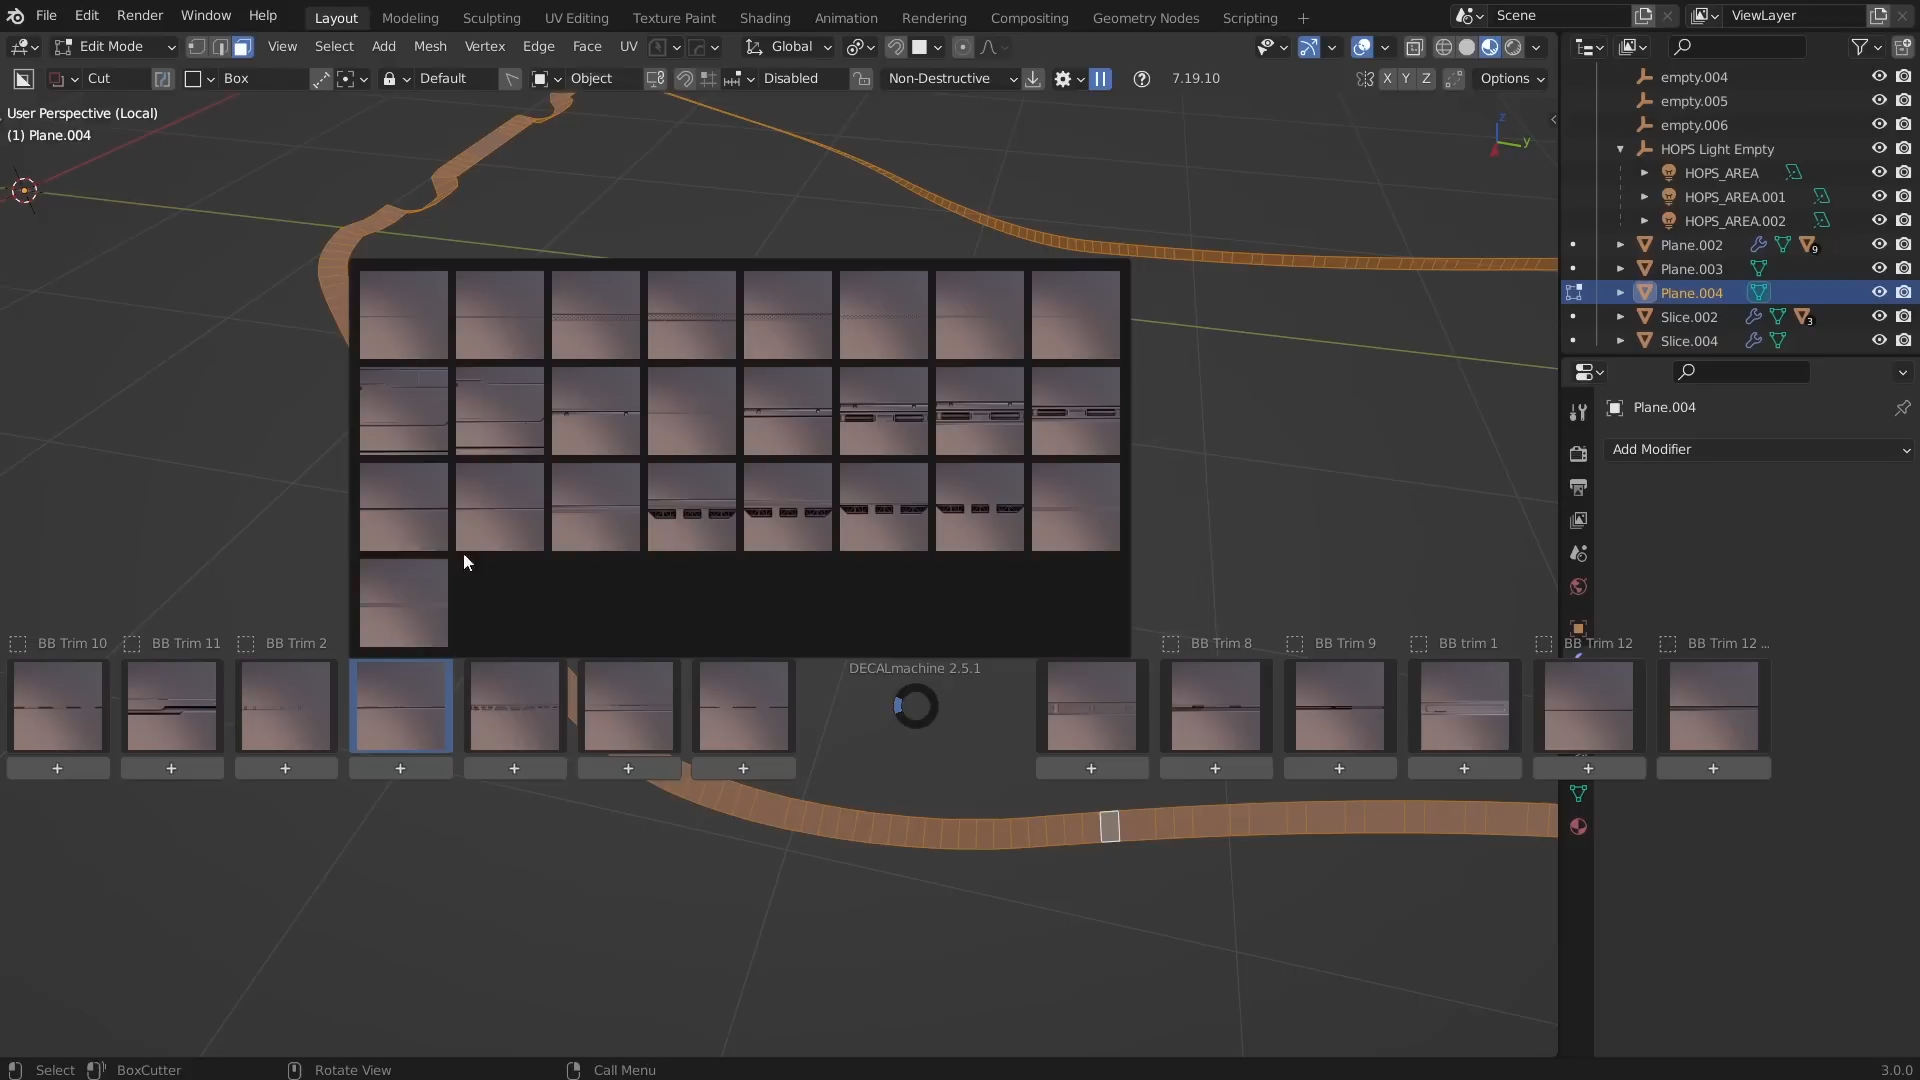 File Edit Render Window Help Layout Modeling Sculpting UV Editing Texture Paint Shading Animation Rendering Compositing Geometry Nodes Scripting + Scene ViewLayer
Edit Mode View Select Add Mesh Vertex Edge Face UV Global
Cut Box Default Object Disabled Non-Destructive 7.19.10 X Y Z Options
User Perspective (Local)
(1) Plane.004
z
y
empty.004
empty.005
empty.006
HOPS Light Empty
HOPS_AREA
HOPS_AREA.001
HOPS_AREA.002
Plane.002 9
Plane.003
Plane.004
Slice.002 3
Slice.004
Plane.004
Add Modifier
BB Trim 10 BB Trim 11 BB Trim 2 BB Trim 8 BB Trim 9 BB trim 1 BB Trim 12 BB Trim 12 ...
DECALmachine 2.5.1
+ + + + + + + + + + + + +
Select BoxCutter Rotate View Call Menu 3.0.0